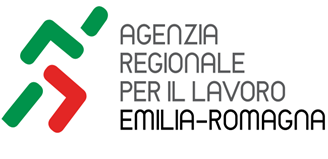 AGENZIA
REGIONALE
PER IL LAVORO
EMILIA-ROMAGNA